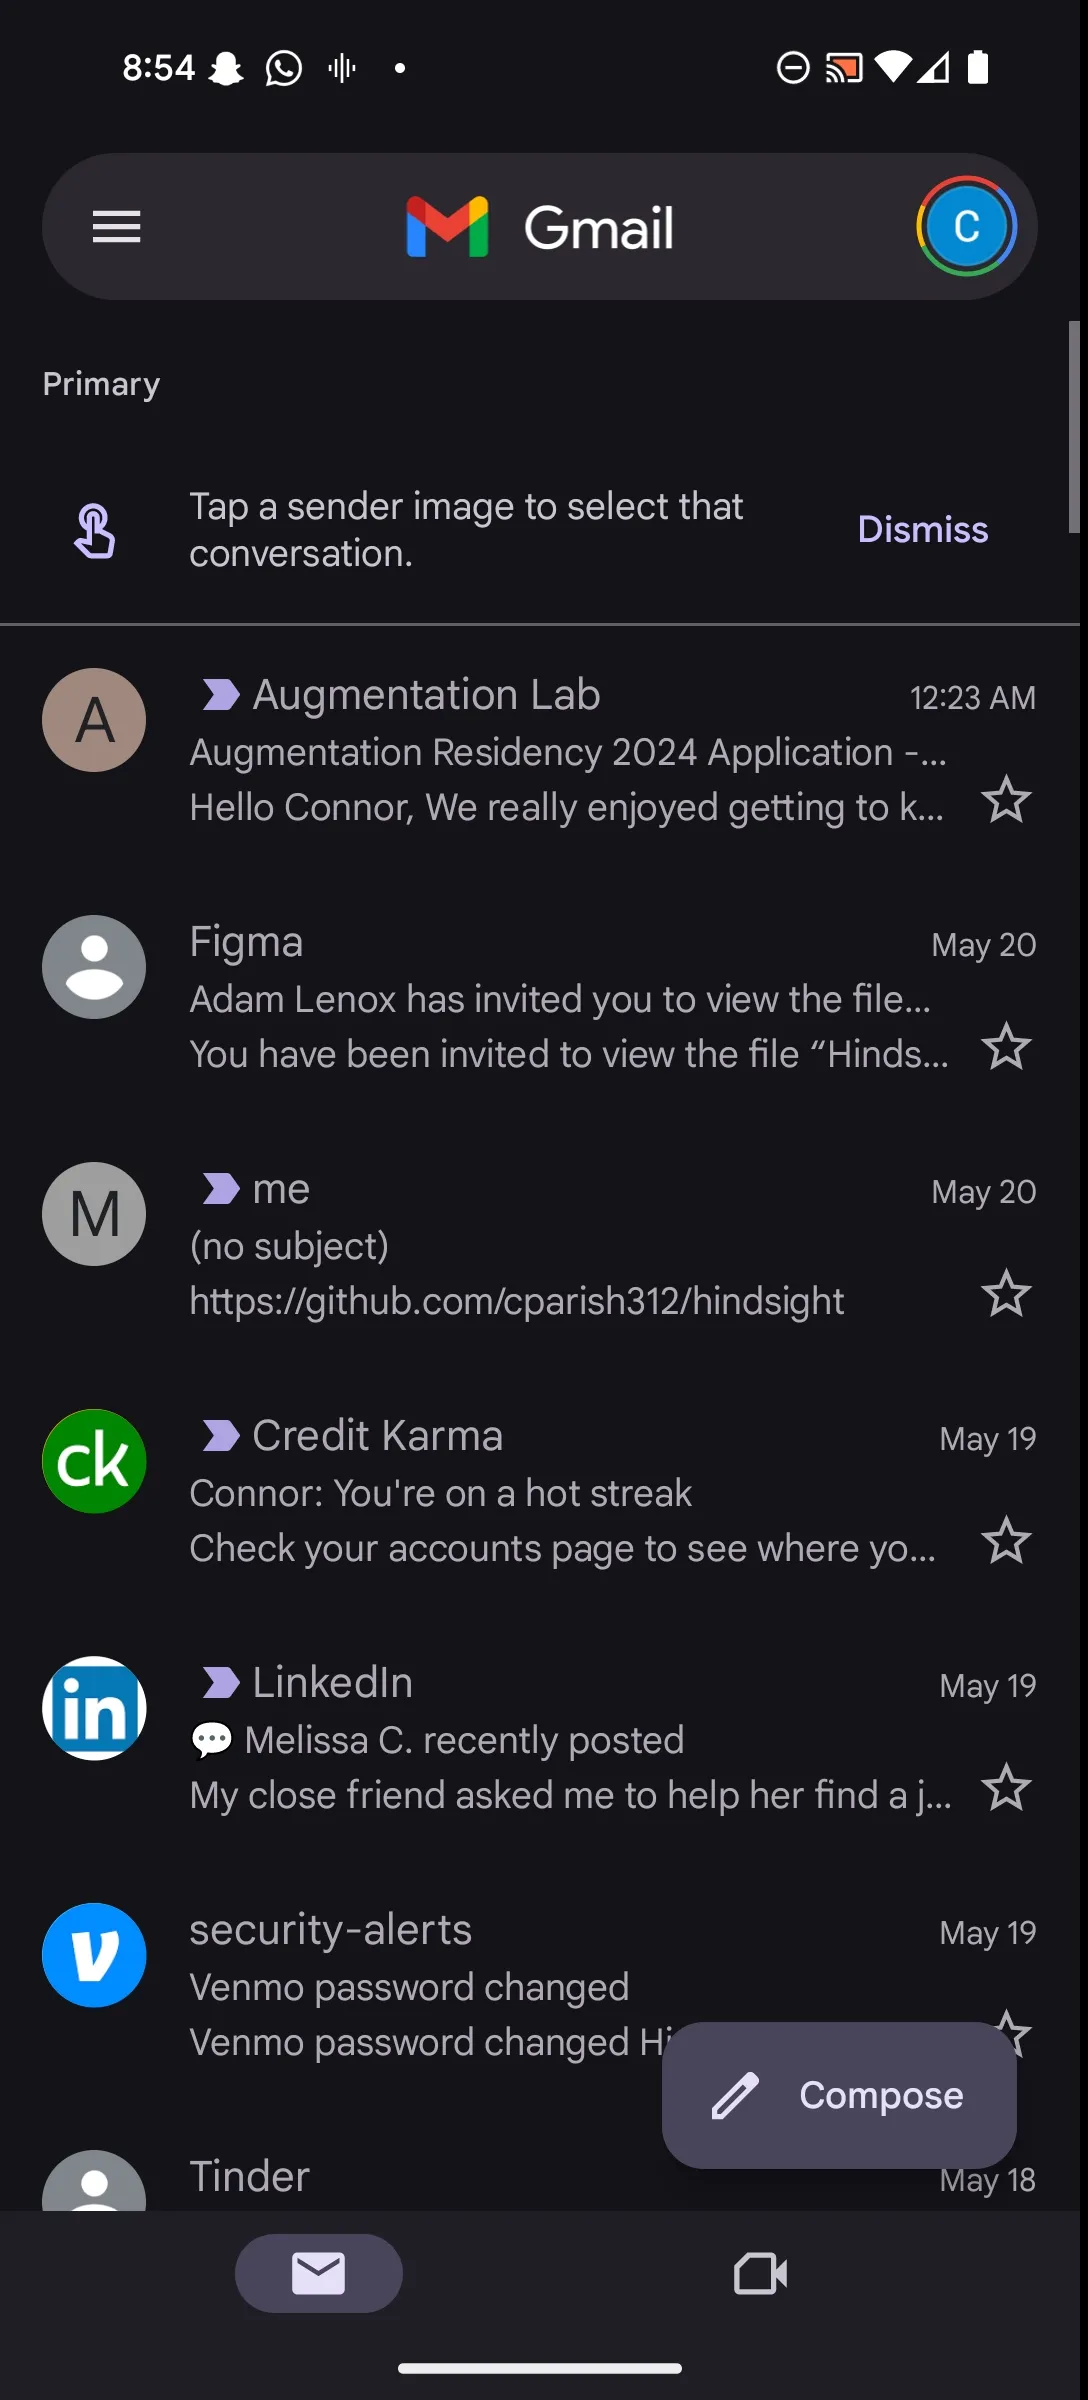 8:54
Gmail
C
Primary
Tap a sender image to select that
conversation.
Dismiss
A
Augmentation Lab
12:23 AM
Augmentation Residency 2024 Application -...
Hello Connor, We really enjoyed getting to k...
Figma
May 20
Adam Lenox has invited you to view the file...
You have been invited to view the file “Hinds...
M
me
May 20
(no subject)
https://github.com/cparish312/hindsight
ck
Credit Karma
May 19
Connor: You're on a hot streak
Check your accounts page to see where yo...
in
LinkedIn
May 19
💬 Melissa C. recently posted
My close friend asked me to help her find a j...
V
security-alerts
May 19
Venmo password changed
Venmo password changed Hi
Compose
Tinder
May 18